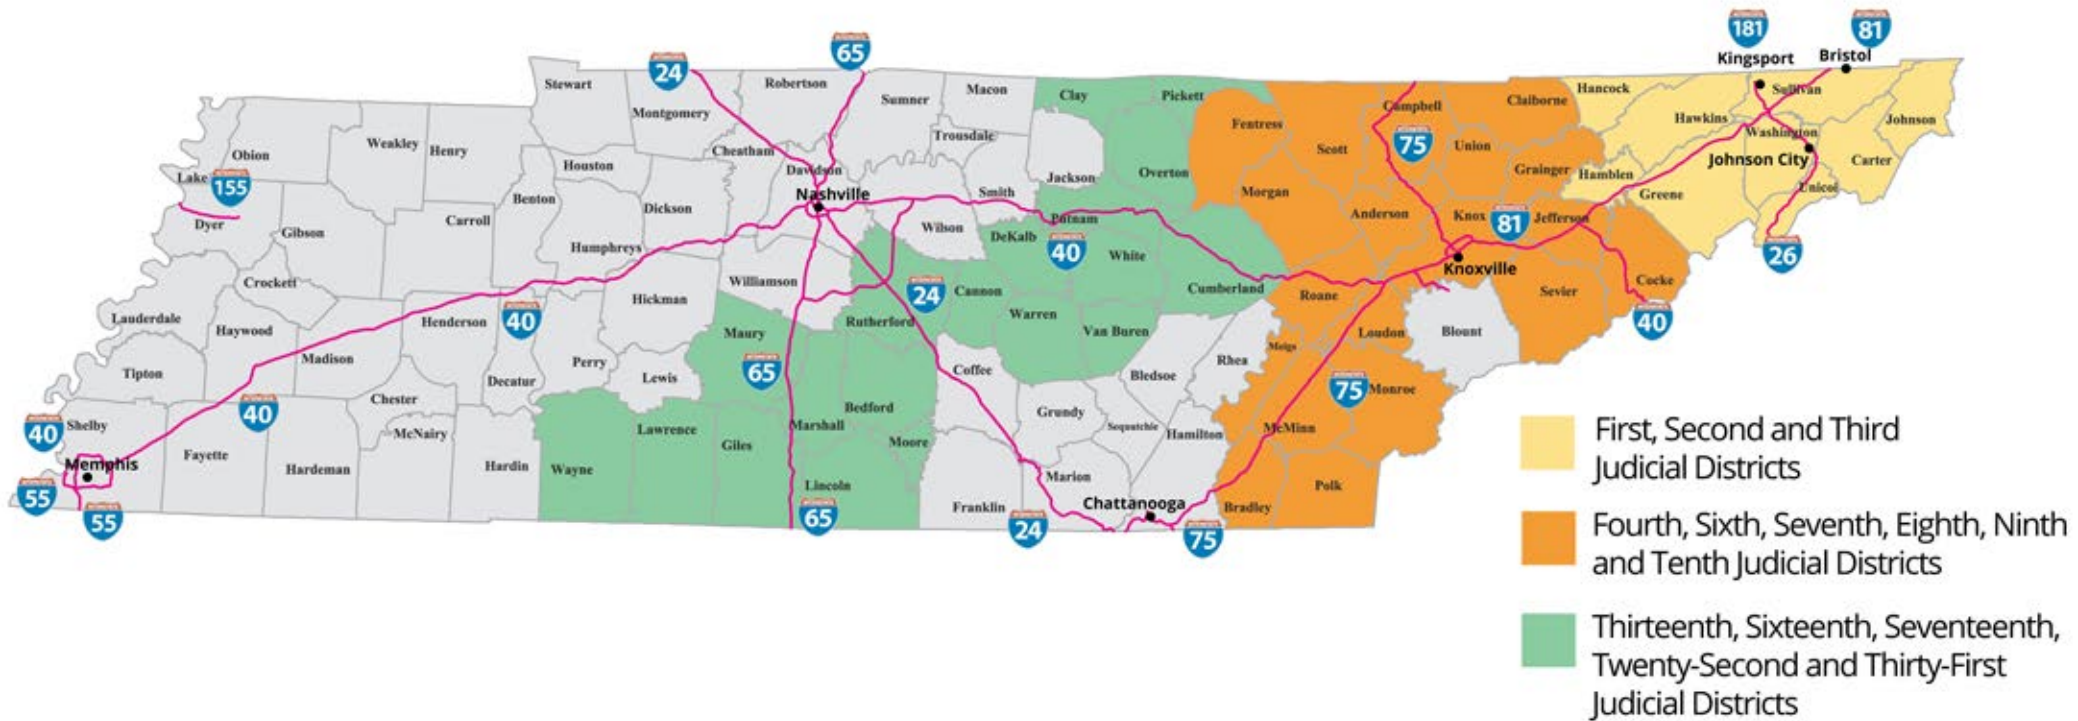 181
81
Kingsport
Bristol
65
24
Stewart
Robertson
Montgomery
Sumner
Macon
Trousdale
Clay
Pickett
Fentress
Campbell
Claiborne
Hancock
Sullivan
Hawkins
Washington
Johnson
Johnson City
Carter
Unicoi
Greene
Hamblen
Grainger
Union
75
Scott
Obion
Weakley
Henry
Houston
Cheatham
Davidson
Nashville
Lake
155
Dyer
Gibson
Carroll
Benton
Dickson
Humphreys
Smith
Jackson
Overton
Morgan
Anderson
Knox
81
Jefferson
26
Wilson
Putnam
DeKalb
40
White
Knoxville
Sevier
Cocke
40
Crockett
Williamson
Hickman
24
Cannon
Cumberland
Roane
Lauderdale
Haywood
Henderson
40
Maury
Rutherford
Warren
Van Buren
Loudon
Blount
Meigs
Rhea
Madison
Perry
Lewis
65
Coffee
Bledsoe
75
Monroe
Tipton
Decatur
Chester
Bedford
Grundy
40
Shelby
40
McNairy
Lawrence
Giles
Marshall
Moore
Sequatchie
Hamilton
McMinn
Memphis
Fayette
Hardeman
Hardin
Wayne
Lincoln
Marion
Polk
55
55
65
Franklin
24
Chattanooga
75
Bradley
First, Second and Third
Judicial Districts
Fourth, Sixth, Seventh, Eighth, Ninth
and Tenth Judicial Districts
Thirteenth, Sixteenth, Seventeenth,
Twenty-Second and Thirty-First
Judicial Districts